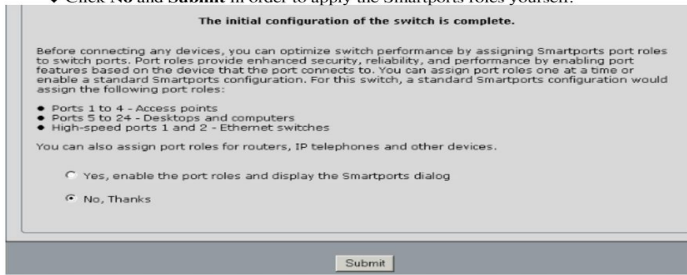 Click No and Submit in order to apply the Smartports roles yourself.
The initial configuration of the switch is complete.
Before connecting any devices, you can optimize switch performance by assigning Smartports port roles
to switch ports. Port roles provide enhanced security, reliability, and performance by enabling port
features based on the device that the port connects to. You can assign port roles one at a time or
enable a standard Smartports configuration. For this switch, a standard Smartports configuration would
assign the following port roles:
● Ports 1 to 4 - Access points
● Ports 5 to 24 - Desktops and computers
● High-speed ports 1 and 2 - Ethernet switches
You can also assign port roles for routers, IP telephones and other devices.
Yes, enable the port roles and display the Smartports dialog
No, Thanks
Submit